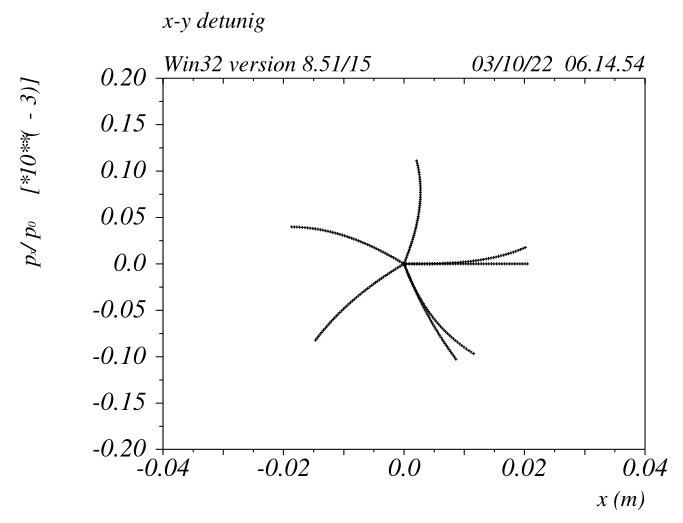 x-y detunig
Win32 version 8.51/15 03/10/22 06.14.54
pₓ/ p₀ [*10**( - 3)]
0.20
0.15
0.10
0.05
0.0
-0.05
-0.10
-0.15
-0.20
-0.04 -0.02 0.0 0.02 0.04
x (m)